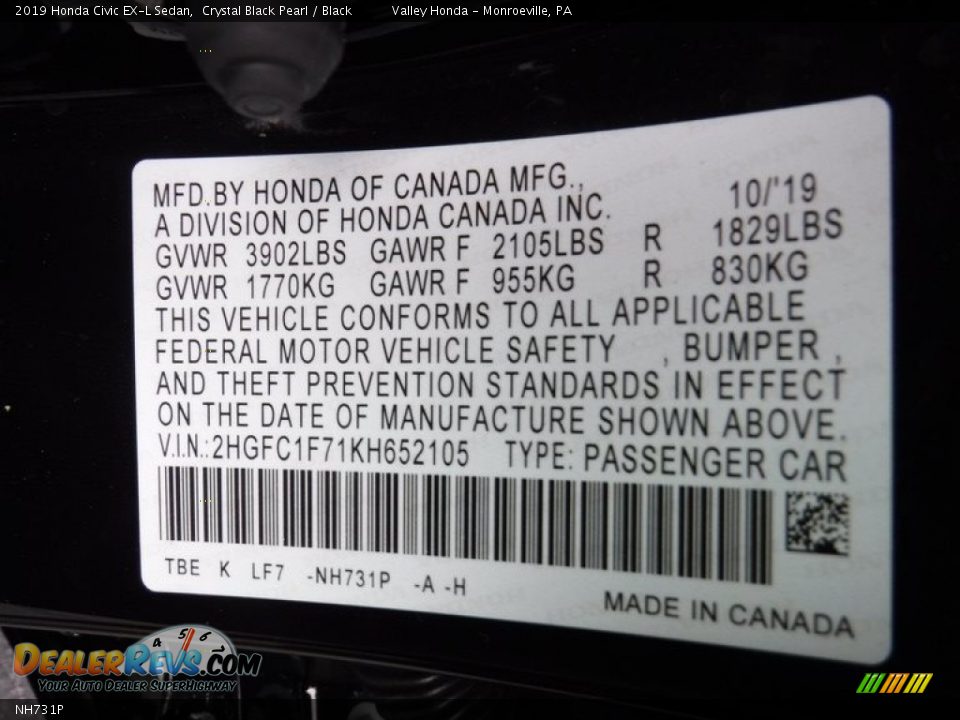 2019 Honda Civic EX-L Sedan, Crystal Black Pearl / Black Valley Honda - Monroeville, PA
MFD.BY HONDA OF CANADA MFG.,
A DIVISION OF HONDA CANADA INC. 10/'19
GVWR 3902LBS GAWR F 2105LBS R 1829LBS
GVWR 1770KG GAWR F 955KG R 830KG
THIS VEHICLE CONFORMS TO ALL APPLICABLE
FEDERAL MOTOR VEHICLE SAFETY , BUMPER ,
AND THEFT PREVENTION STANDARDS IN EFFECT
ON THE DATE OF MANUFACTURE SHOWN ABOVE.
V.I.N.:2HGFC1F71KH652105 TYPE: PASSENGER CAR
TBE K LF7 -NH731P -A -H
MADE IN CANADA
4 5 6
DEALERREVS.COM
YOUR AUTO DEALER SUPERHIGHWAY
NH731P